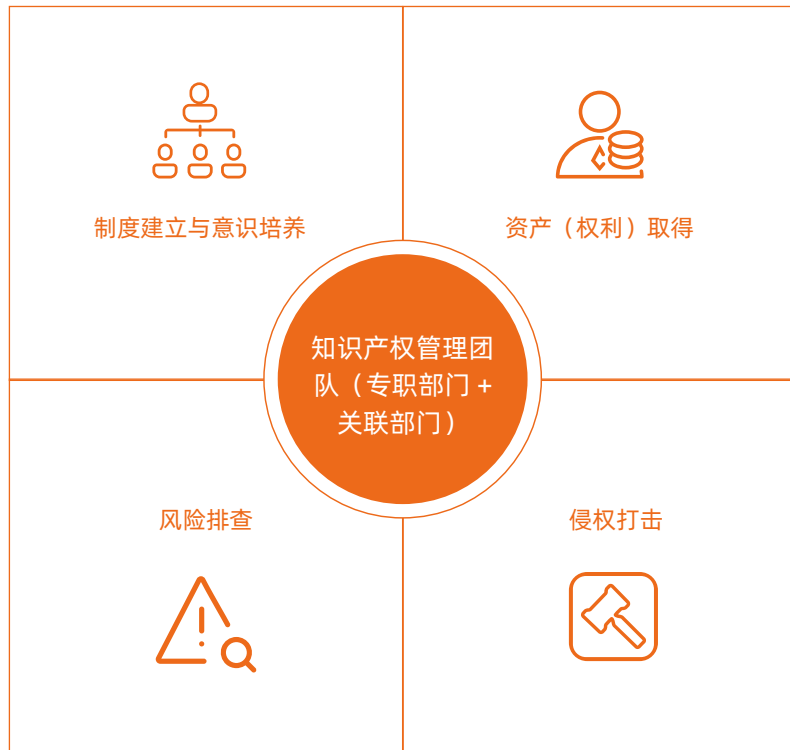 制度建立与意识培养
资产（权利）取得
知识产权管理团
队（专职部门 +
关联部门）
风险排查
侵权打击